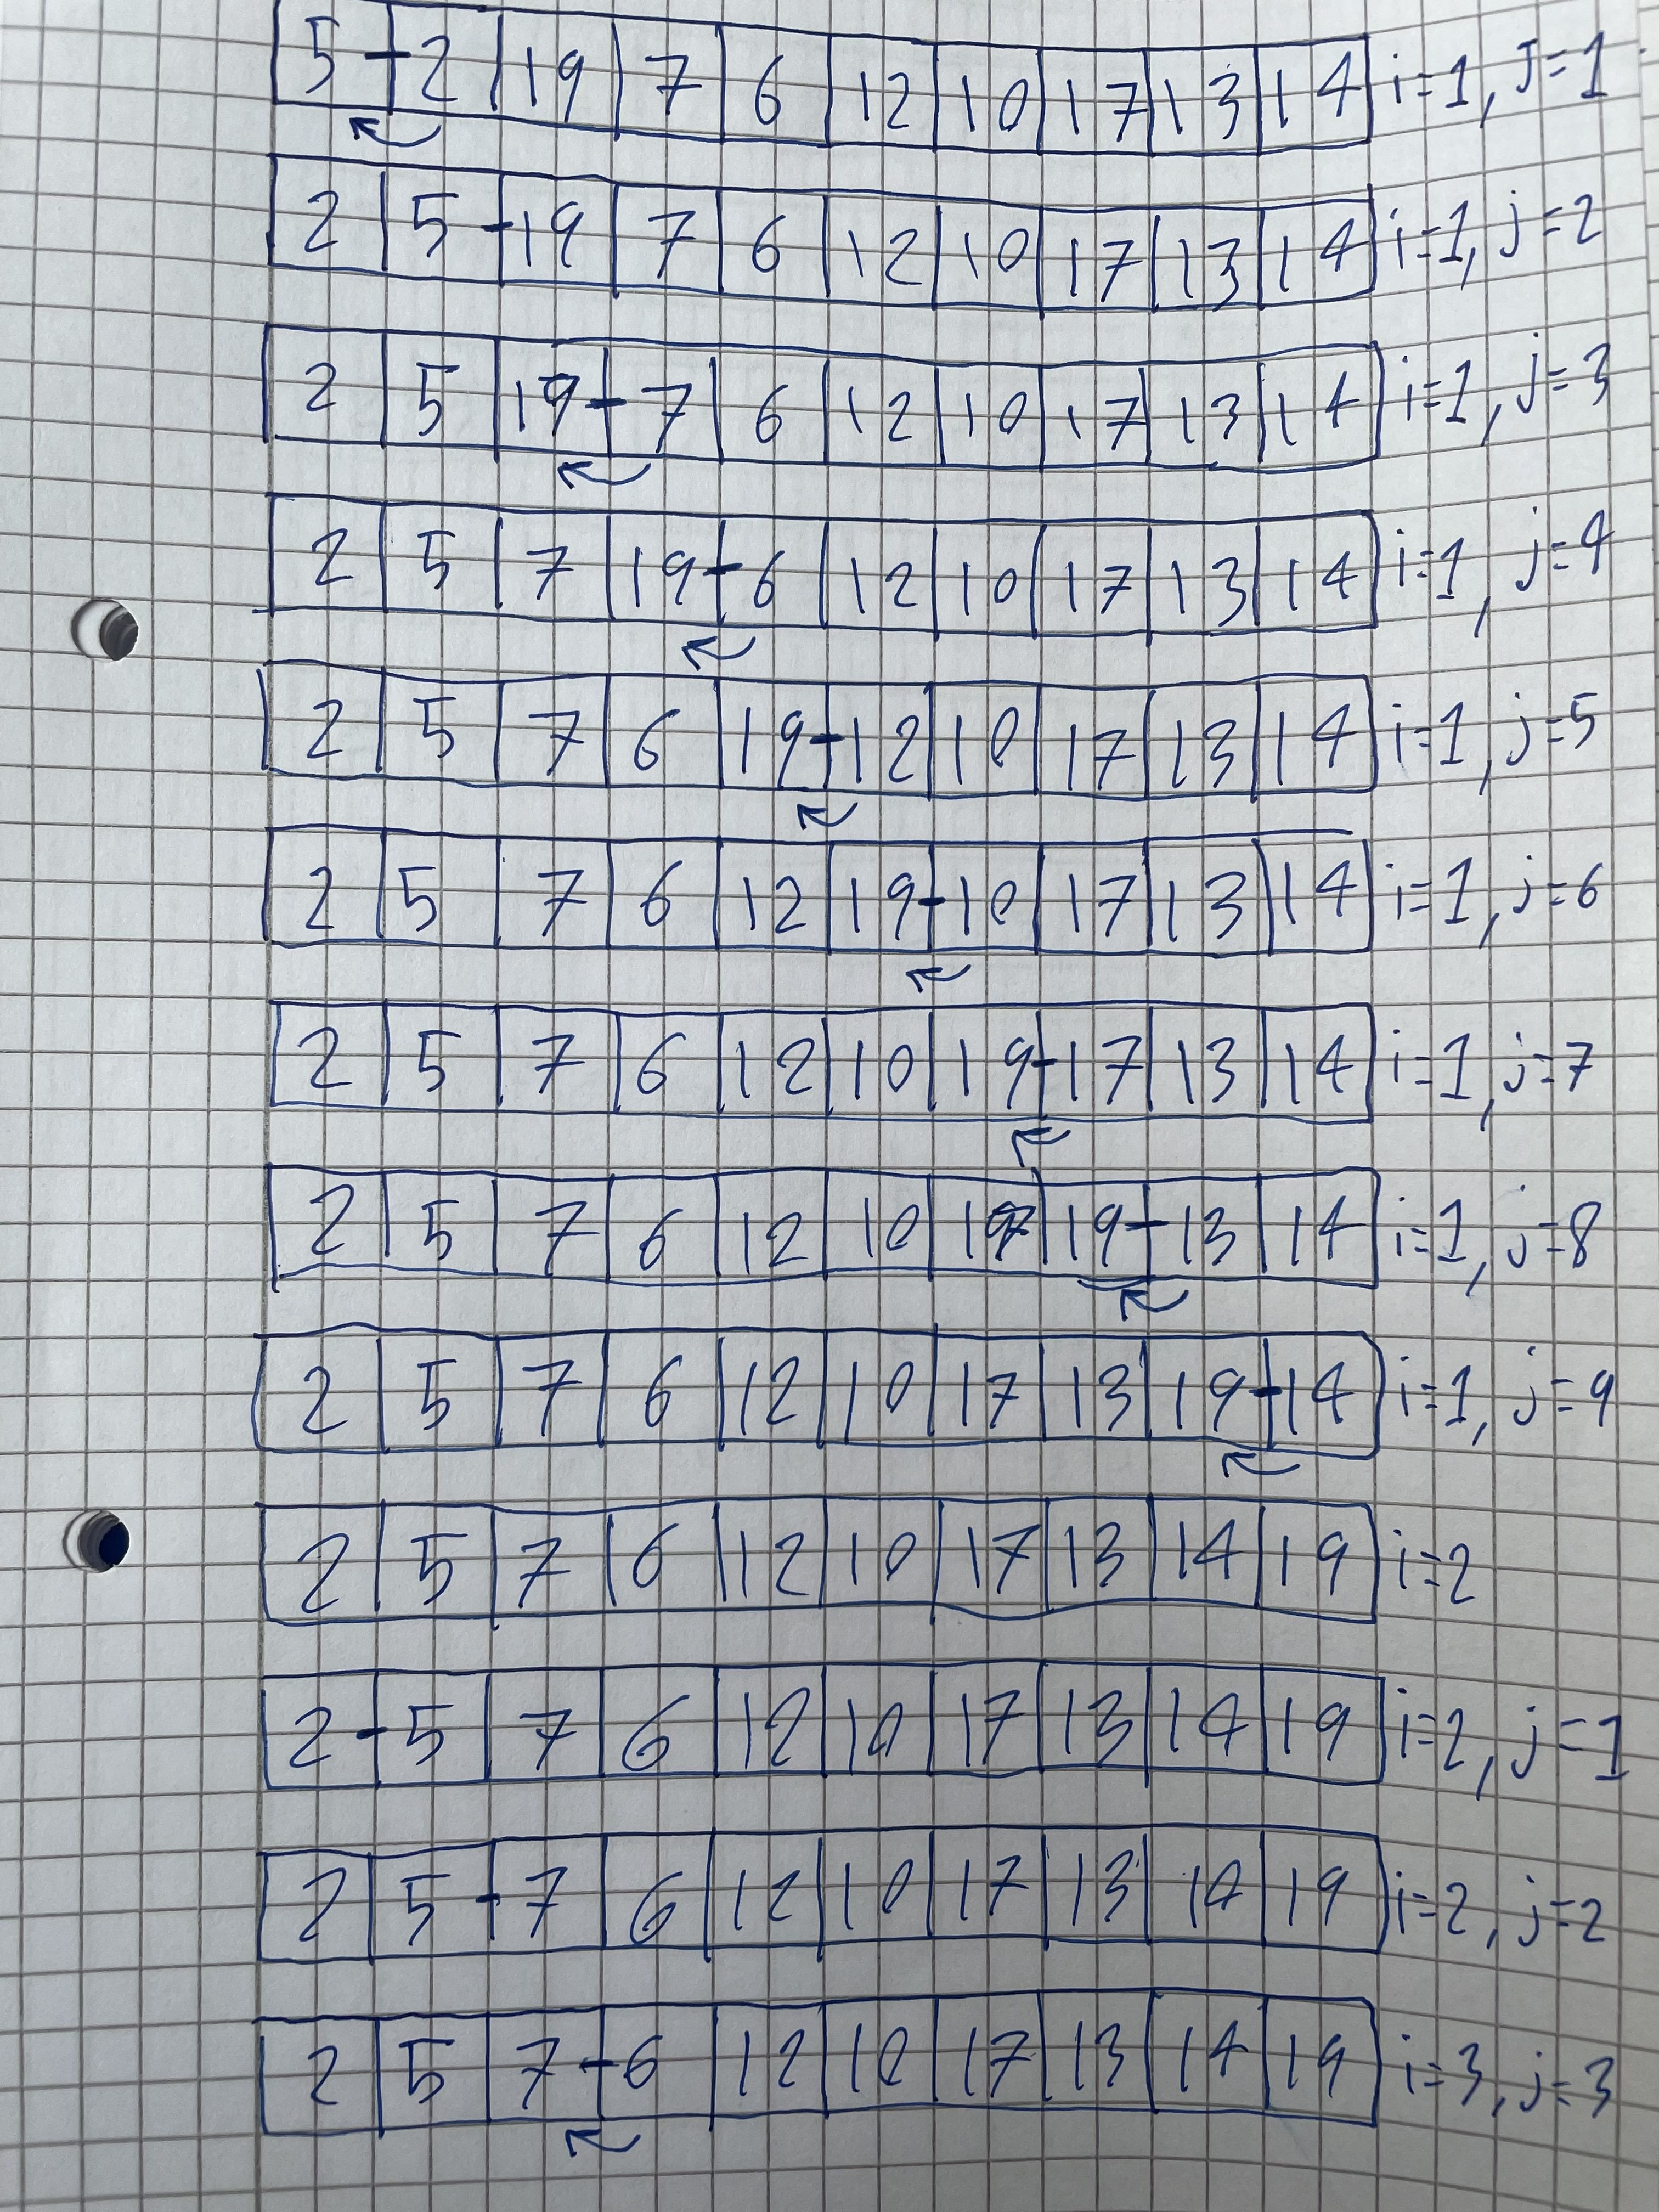 5 2 19 7 6 12 10 17 13 14 i=1, J=1
2 5 19 7 6 12 10 17 13 14 i=1, j=2
2 5 19 7 6 12 10 17 13 14 i=1, j=3
2 5 7 19 6 12 10 17 13 14 i=1, j=4
2 5 7 6 19 12 10 17 13 14 i=1, j=5
2 5 7 6 12 19 10 17 13 14 i=1, j=6
2 5 7 6 12 10 19 17 13 14 i=1, j=7
2 5 7 6 12 10 17 19 13 14 i=1, j=8
2 5 7 6 12 10 17 13 19 14 i=1, j=9
2 5 7 6 12 10 17 13 14 19 i=2
2 5 7 6 12 10 17 13 14 19 i=2, j=1
2 5 7 6 12 10 17 13 14 19 i=2, j=2
2 5 7 6 12 10 17 13 14 19 i=3, j=3